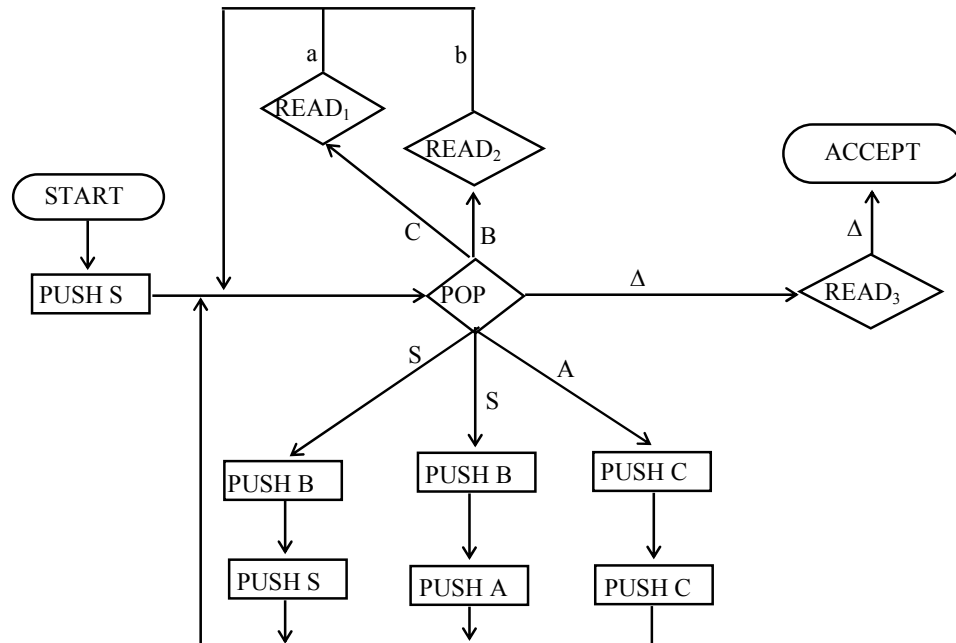 a
b
READ₁
READ₂
ACCEPT
START
C
B
Δ
Δ
PUSH S
POP
READ₃
S
A
S
PUSH B
PUSH B
PUSH C
PUSH S
PUSH A
PUSH C